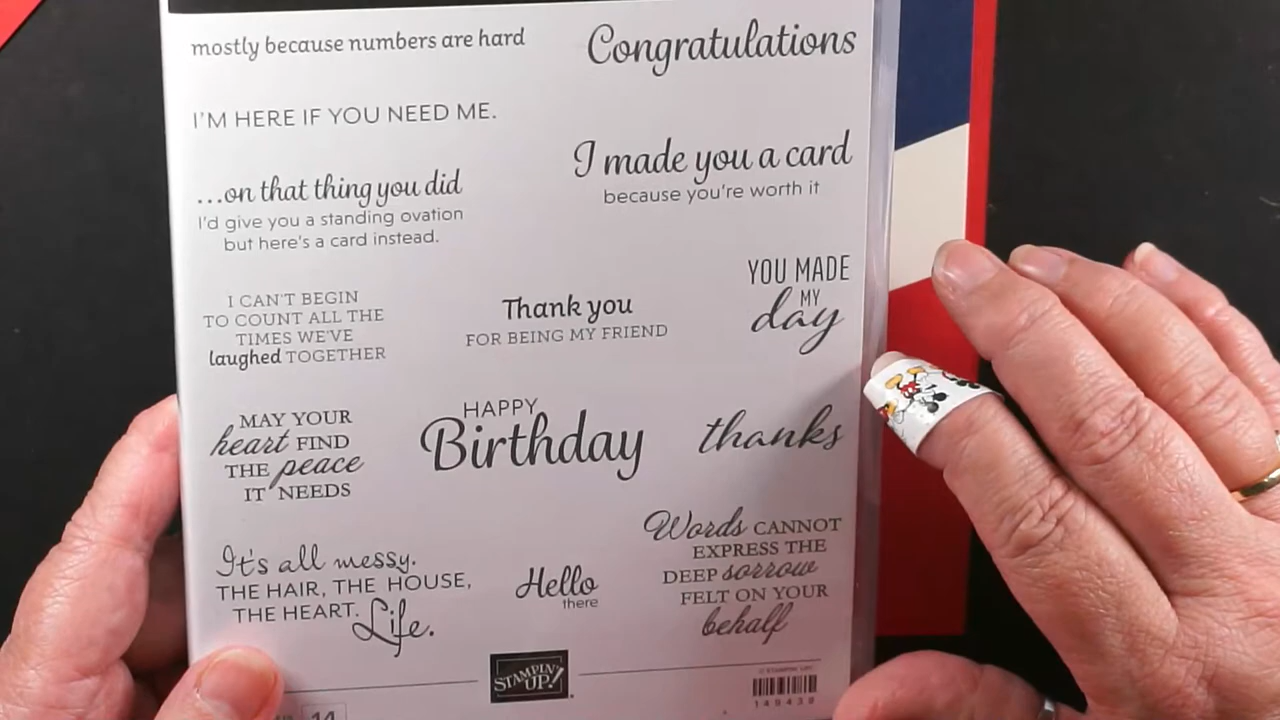 mostly because numbers are hard
Congratulations
I'M HERE IF YOU NEED ME.
I made you a card
because you're worth it
...on that thing you did
I'd give you a standing ovation
but here's a card instead.
I CAN'T BEGIN
TO COUNT ALL THE
TIMES WE'VE
laughed TOGETHER
Thank you
FOR BEING MY FRIEND
YOU MADE
MY
day
MAY YOUR
heart FIND
THE peace
IT NEEDS
HAPPY
Birthday
thanks
It's all messy.
THE HAIR, THE HOUSE,
THE HEART.
Life.
Hello
there
Words CANNOT
EXPRESS THE
DEEP sorrow
FELT ON YOUR
behalf
STAMPIN'
UP!
149432
14